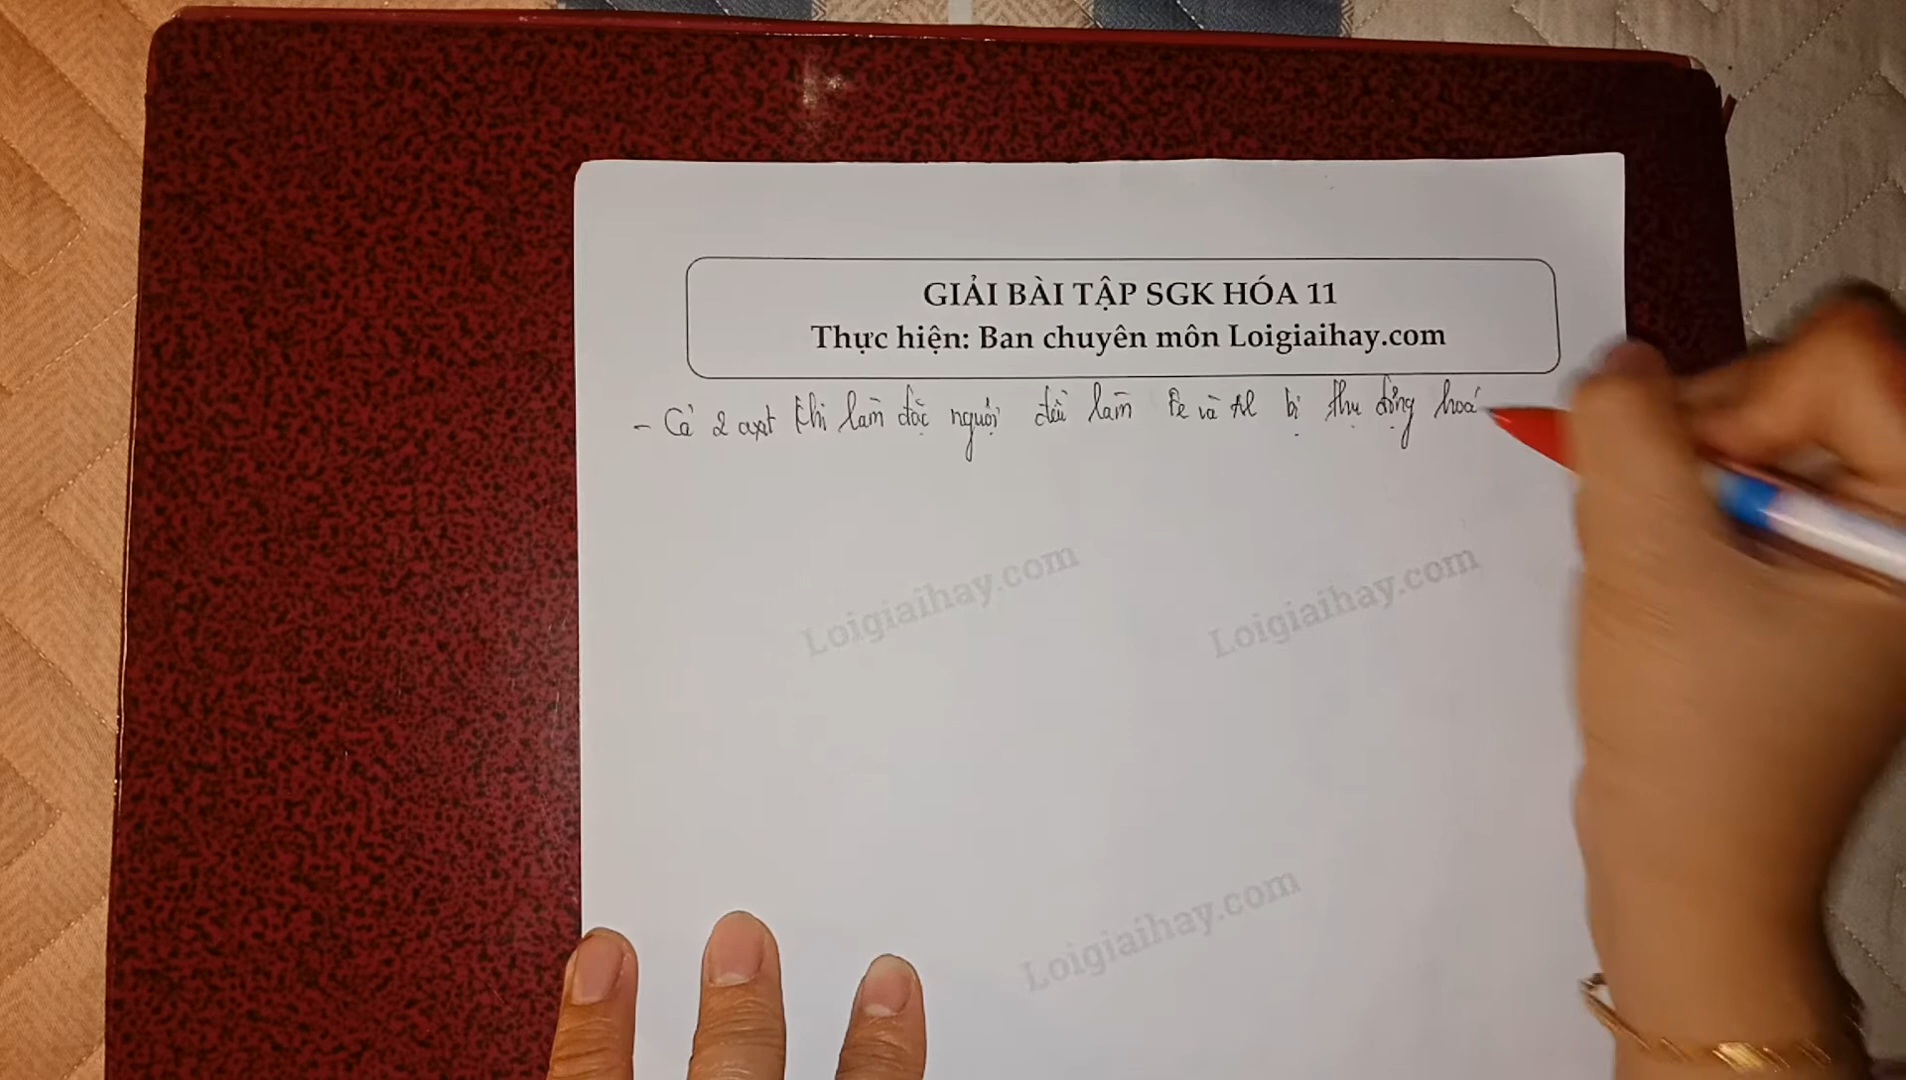 GIẢI BÀI TẬP SGK HÓA 11
Thực hiện: Ban chuyên môn Loigiaihay.com
- Cả 2 axit khi làm đặc nguội đều làm Fe và Al bị thụ động hoá
Loigiaihay.com
Loigiaihay.com
Loigiaihay.com